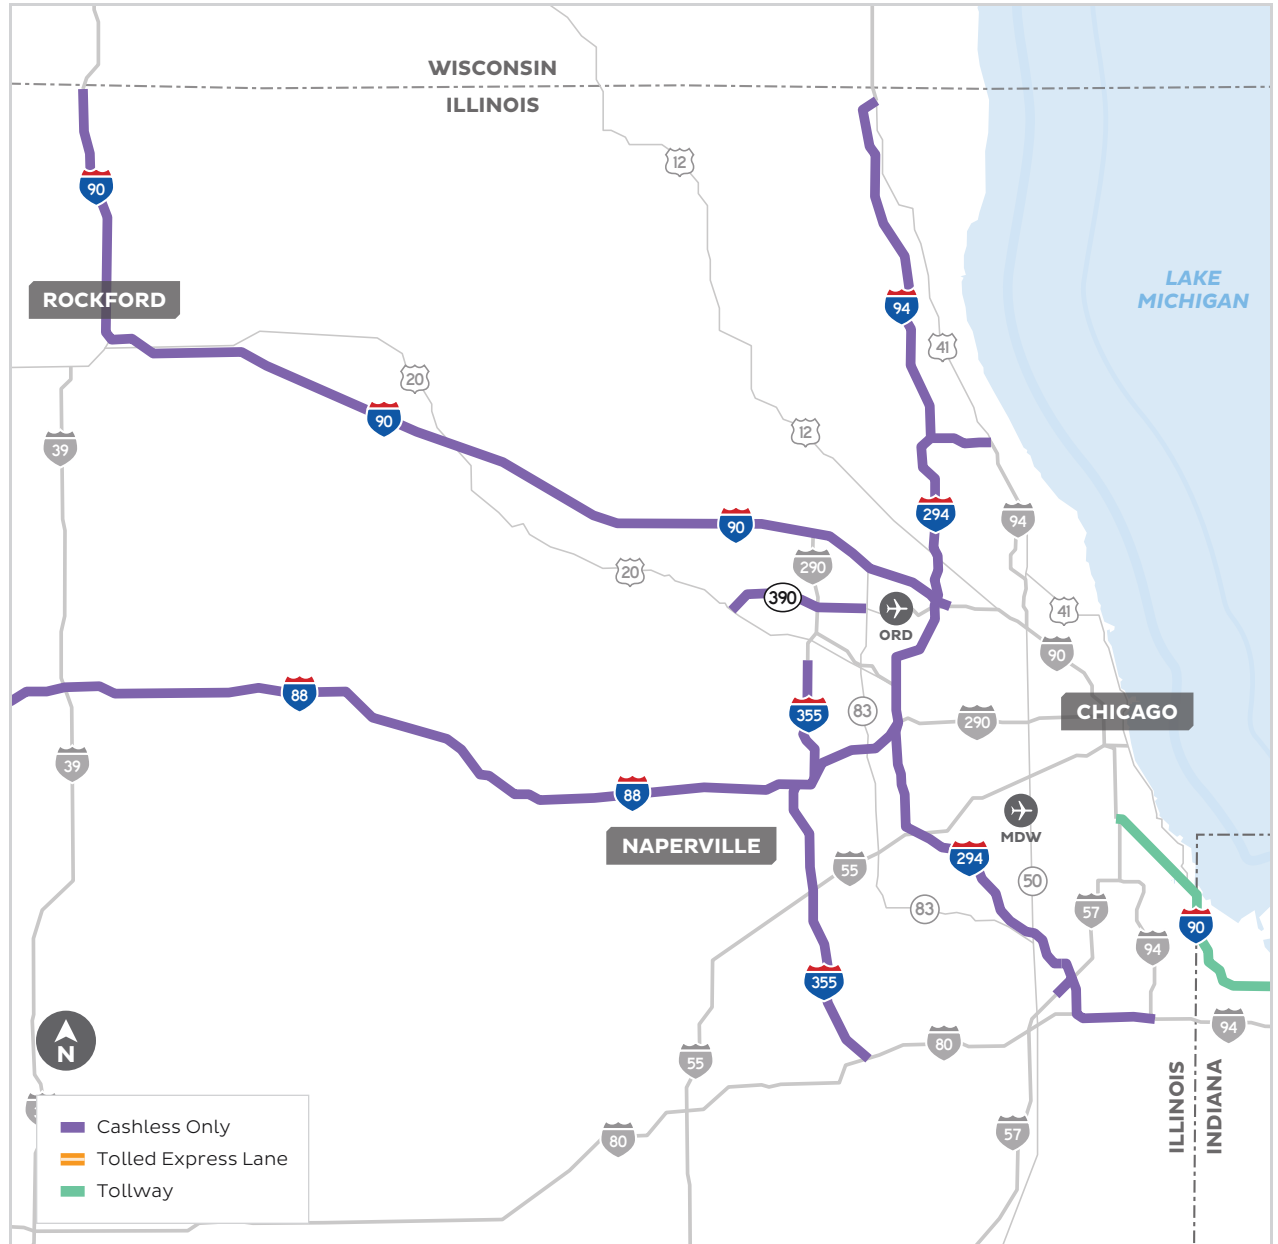 WISCONSIN
ILLINOIS
12
90
LAKE
MICHIGAN
ROCKFORD
94
41
20
90
12
39
294
94
90
290
20
390
ORD
41
90
88
355
83
CHICAGO
290
39
88
MDW
NAPERVILLE
294
55
50
83
57
90
94
355
N
94
80
55
ILLINOIS
INDIANA
57
80
Cashless Only
Tolled Express Lane
Tollway